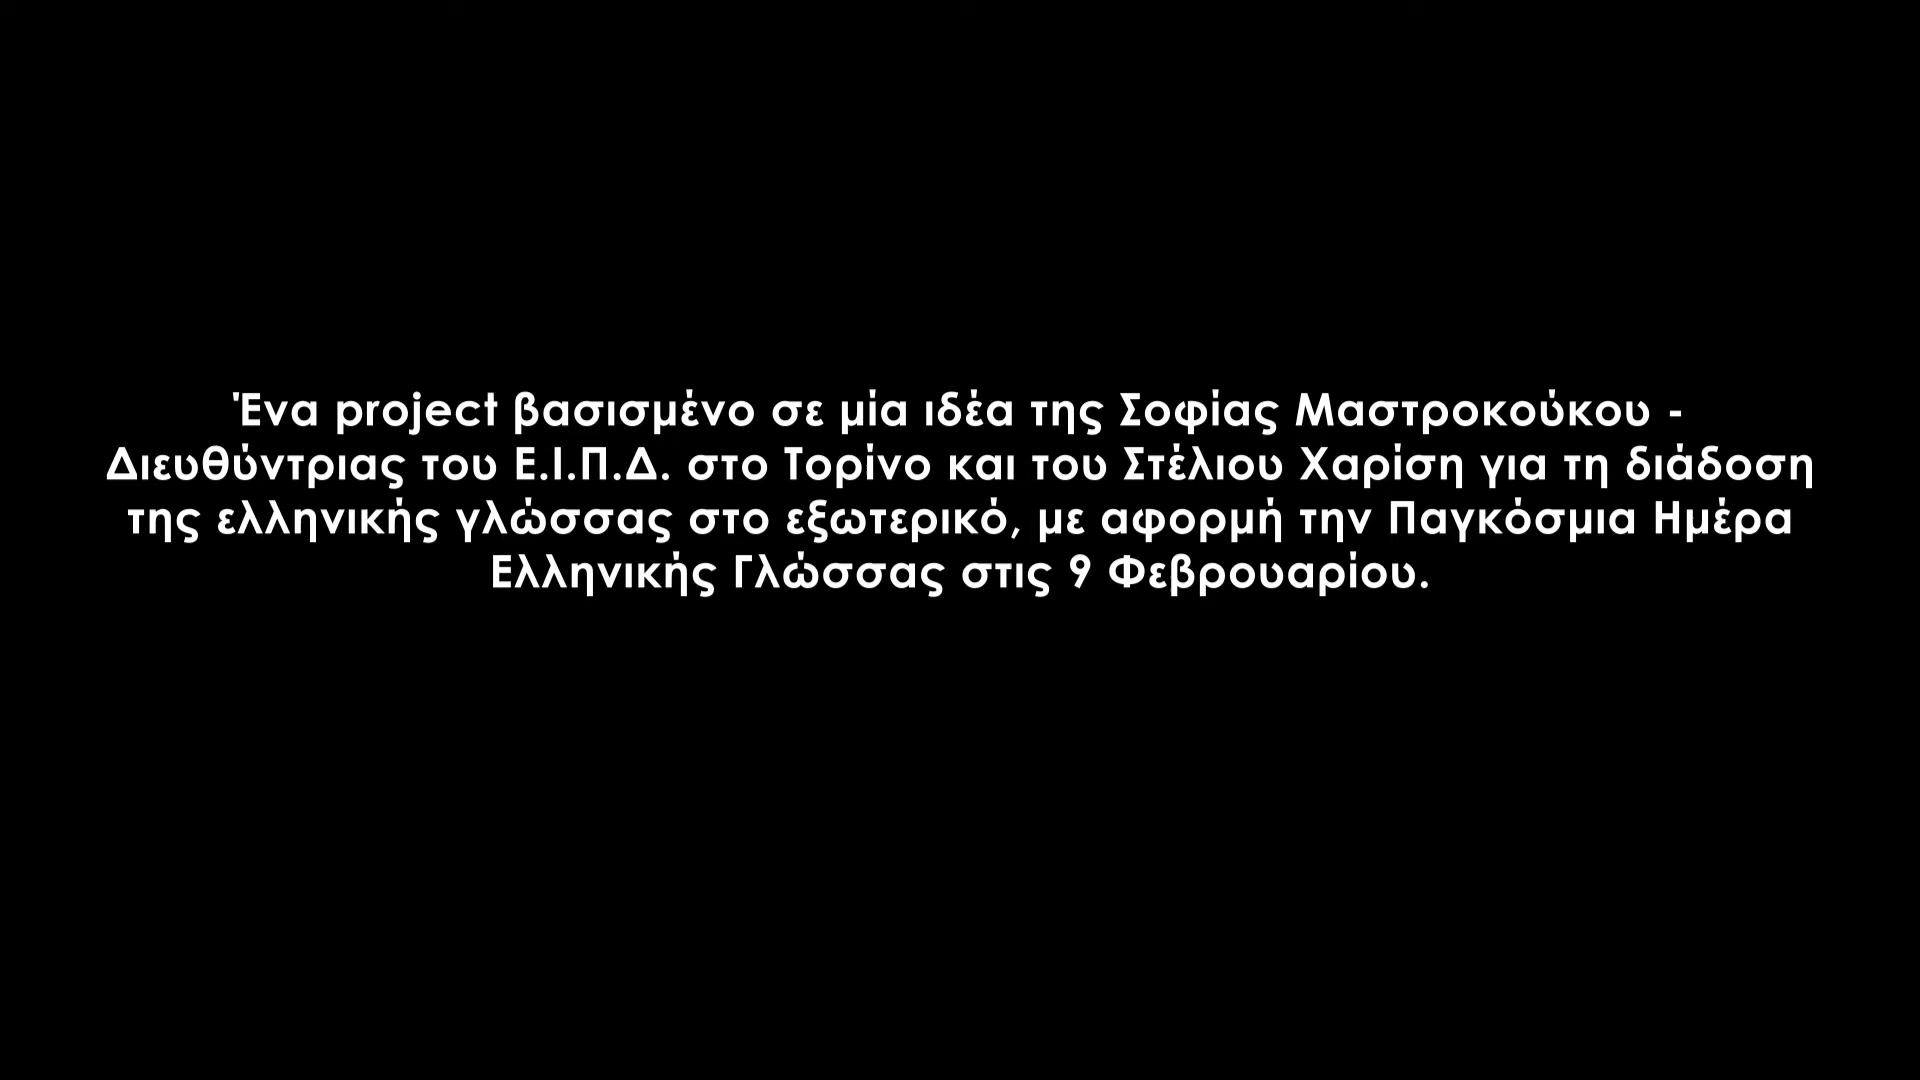 Ένα project βασισμένο σε μία ιδέα της Σοφίας Μαστροκούκου -
Διευθύντριας του Ε.Ι.Π.Δ. στο Τορίνο και του Στέλιου Χαρίση για τη διάδοση
της ελληνικής γλώσσας στο εξωτερικό, με αφορμή την Παγκόσμια Ημέρα
Ελληνικής Γλώσσας στις 9 Φεβρουαρίου.